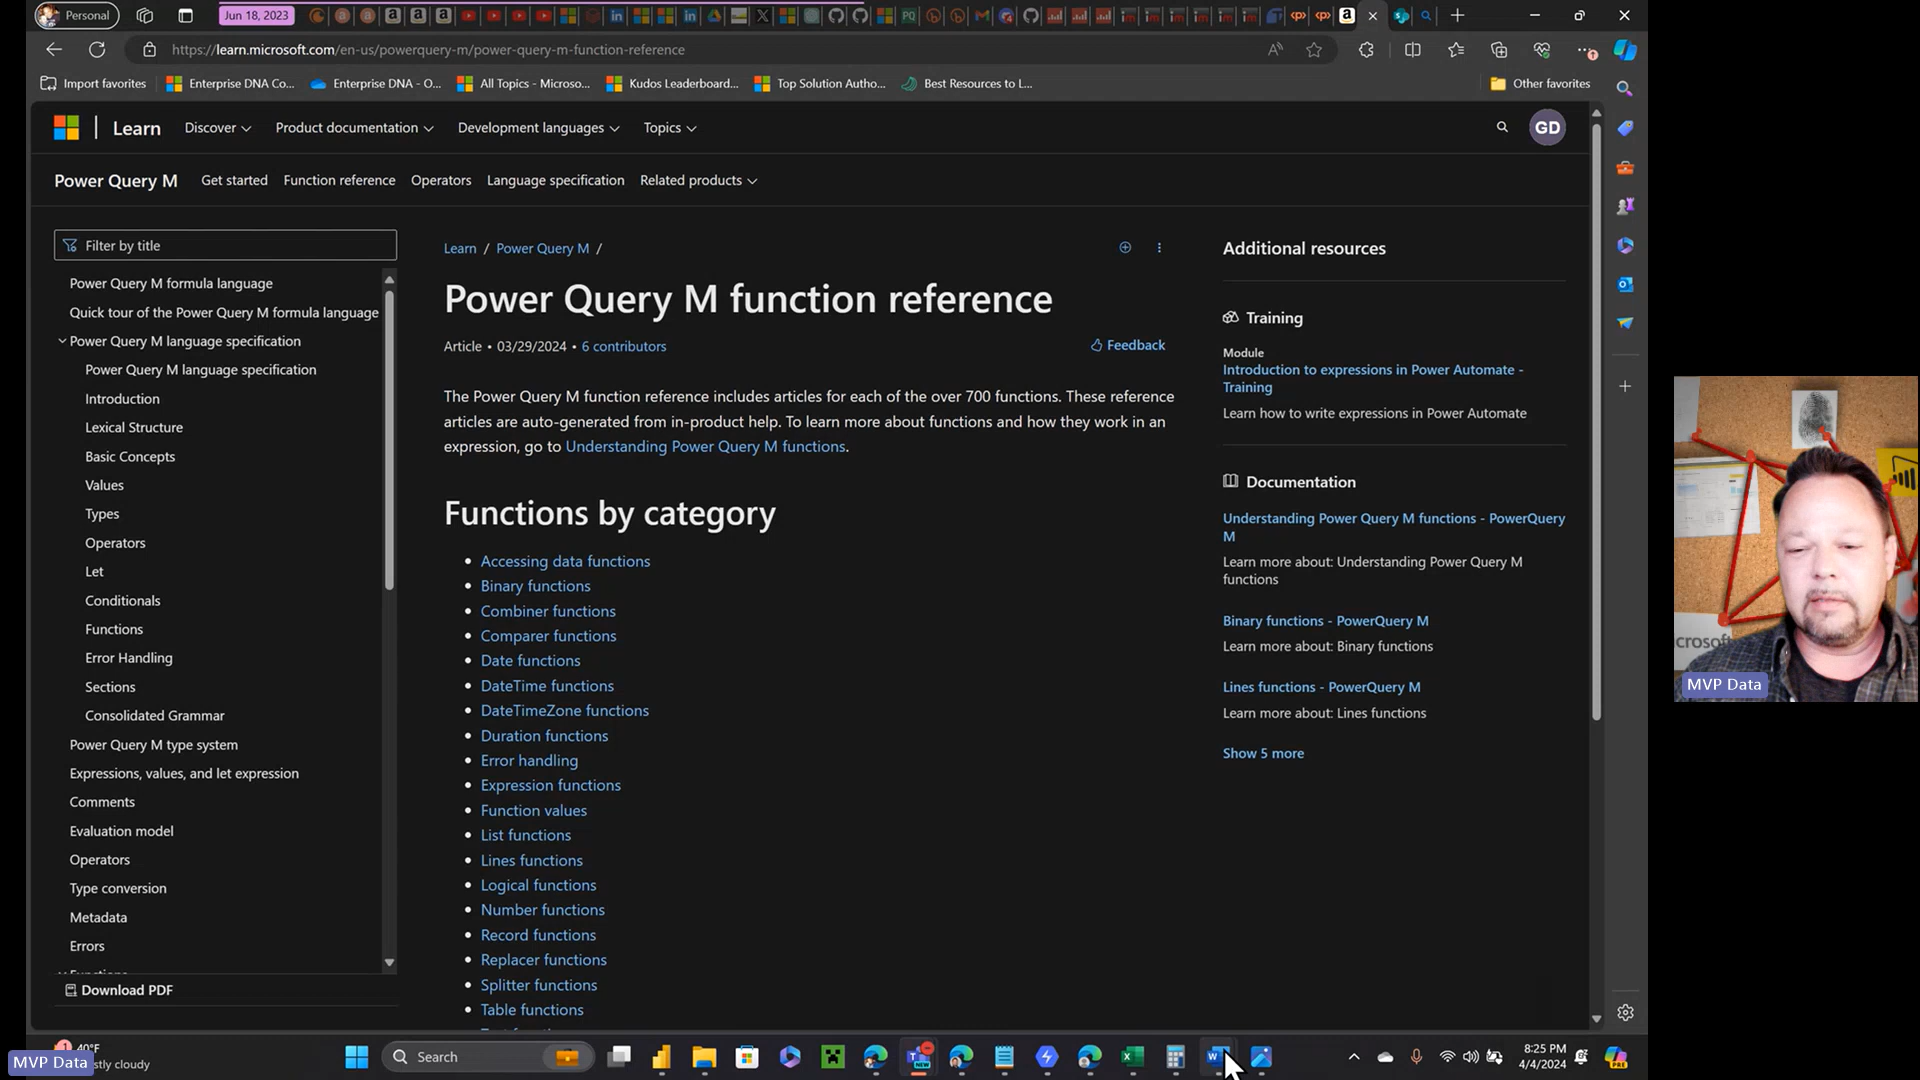 Personal
Jun 18, 2023
https://learn.microsoft.com/en-us/powerquery-m/power-query-m-function-reference
Import favorites
Enterprise DNA Co...
Enterprise DNA - O...
All Topics - Microso...
Kudos Leaderboard...
Top Solution Autho...
Best Resources to L...
Other favorites
Learn
Discover
Product documentation
Development languages
Topics
GD
Power Query M
Get started
Function reference
Operators
Language specification
Related products
Filter by title
Power Query M formula language
Quick tour of the Power Query M formula language
Power Query M language specification
Power Query M language specification
Introduction
Lexical Structure
Basic Concepts
Values
Types
Operators
Let
Conditionals
Functions
Error Handling
Sections
Consolidated Grammar
Power Query M type system
Expressions, values, and let expression
Comments
Evaluation model
Operators
Type conversion
Metadata
Errors
Download PDF
Learn / Power Query M /
Power Query M function reference
Article • 03/29/2024 • 6 contributors
Feedback
The Power Query M function reference includes articles for each of the over 700 functions. These reference
articles are auto-generated from in-product help. To learn more about functions and how they work in an
expression, go to Understanding Power Query M functions.
Functions by category
• Accessing data functions
• Binary functions
• Combiner functions
• Comparer functions
• Date functions
• DateTime functions
• DateTimeZone functions
• Duration functions
• Error handling
• Expression functions
• Function values
• List functions
• Lines functions
• Logical functions
• Number functions
• Record functions
• Replacer functions
• Splitter functions
• Table functions
Additional resources
Training
Module
Introduction to expressions in Power Automate -
Training
Learn how to write expressions in Power Automate
Documentation
Understanding Power Query M functions - PowerQuery
M
Learn more about: Understanding Power Query M
functions
Binary functions - PowerQuery M
Learn more about: Binary functions
Lines functions - PowerQuery M
Learn more about: Lines functions
Show 5 more
crosoft
MVP Data
40°F
MVP Data
stly cloudy
Search
8:25 PM
4/4/2024